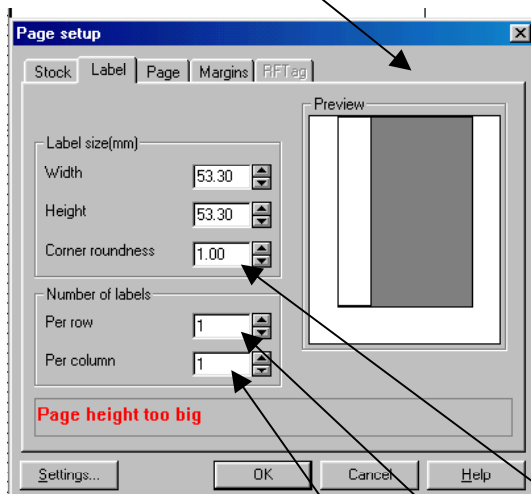 Page setup
Stock Label Page Margins RFTag
Preview
Label size(mm)
Width 53.30
Height 53.30
Corner roundness 1.00
Number of labels
Per row 1
Per column 1
Page height too big
Settings... OK Cancel Help